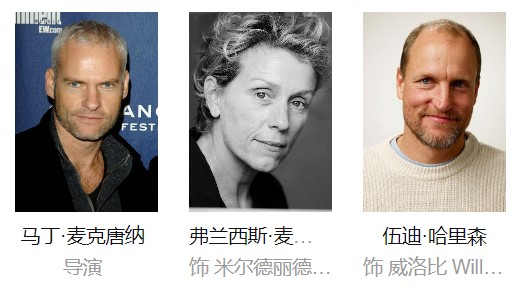 EW.com
ANC
FEST
马丁·麦克唐纳
弗兰西斯·麦…
伍迪·哈里森
导演
饰 米尔德丽德…
饰 威洛比 Will…